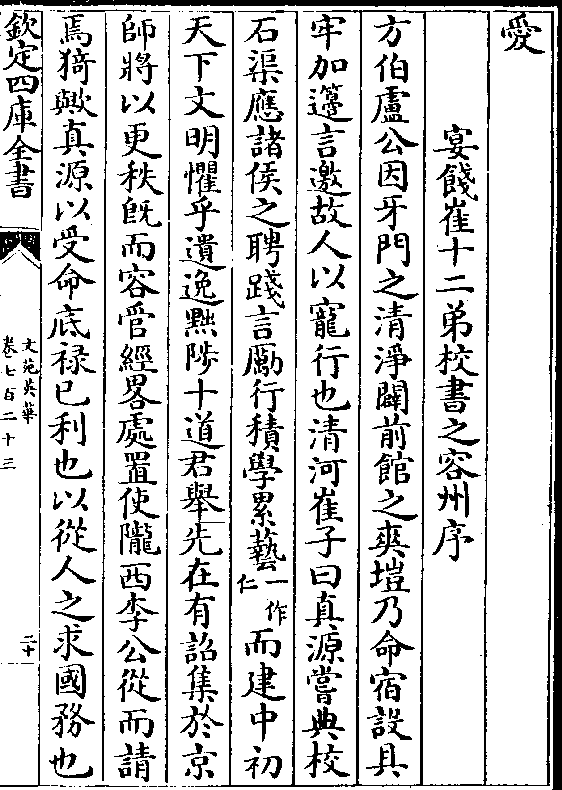 愛
宴餞崔十二弟校書之容州序
方伯盧公因牙門之清淨闢前館之爽塏乃命宿設具
牢加籩言邀故人以寵行也清河崔子曰真源嘗典校
石渠應諸侯之聘踐言勵行積學累藝一作仁而建中初
天下文明懼乎遺逸黜陟十道君舉先在有詔集於京
師將以更秩旣而容管經畧處置使隴西李公從而請
焉猗歟真源以受命底禄已利也以從人之求國務也
欽定四庫全書
文苑英華
卷七百二十三
二十